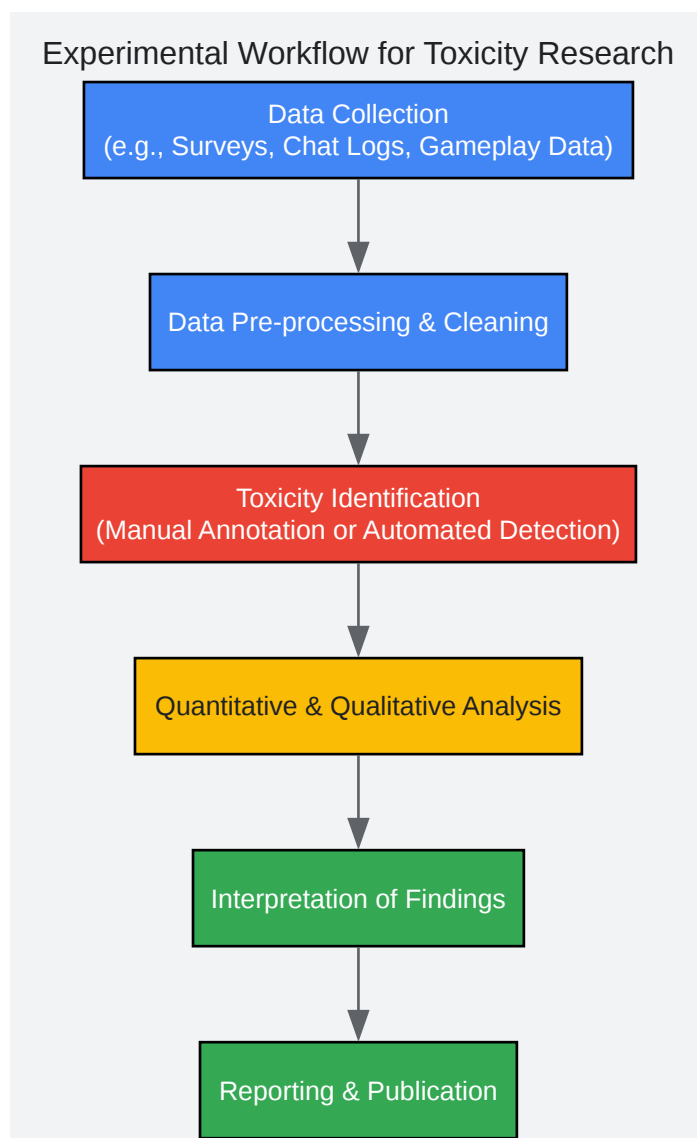 Experimental Workflow for Toxicity Research
Data Collection
(e.g., Surveys, Chat Logs, Gameplay Data)
Data Pre-processing & Cleaning
Toxicity Identification
(Manual Annotation or Automated Detection)
Quantitative & Qualitative Analysis
Interpretation of Findings
Reporting & Publication